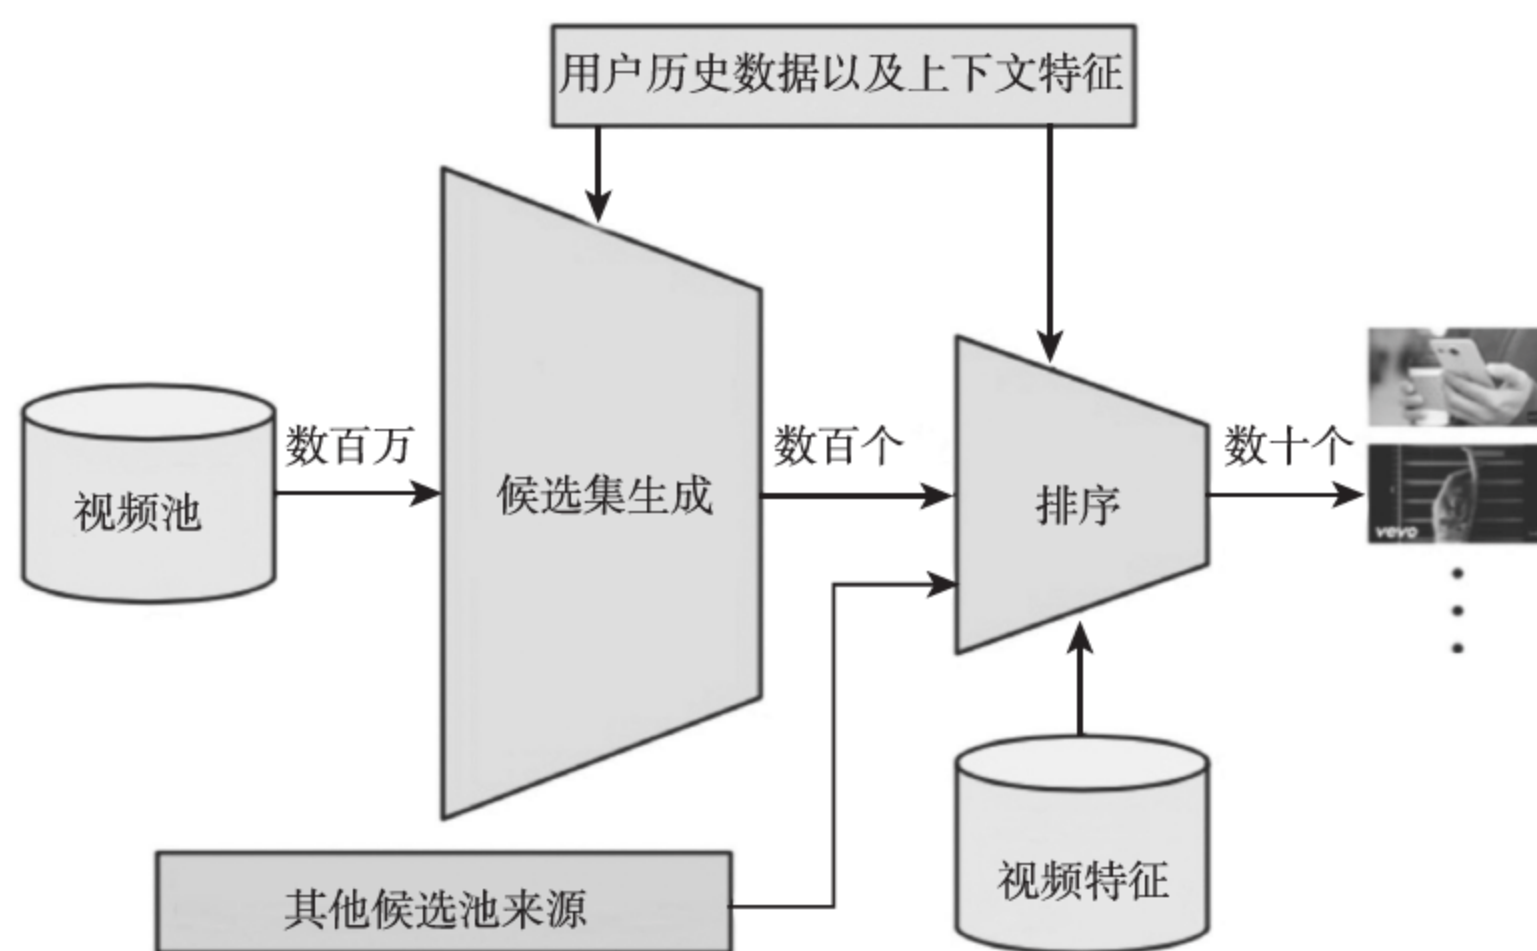 用户历史数据以及上下文特征
数百万
数百个
数十个
视频池
候选集生成
排序
vevo
视频特征
其他候选池来源